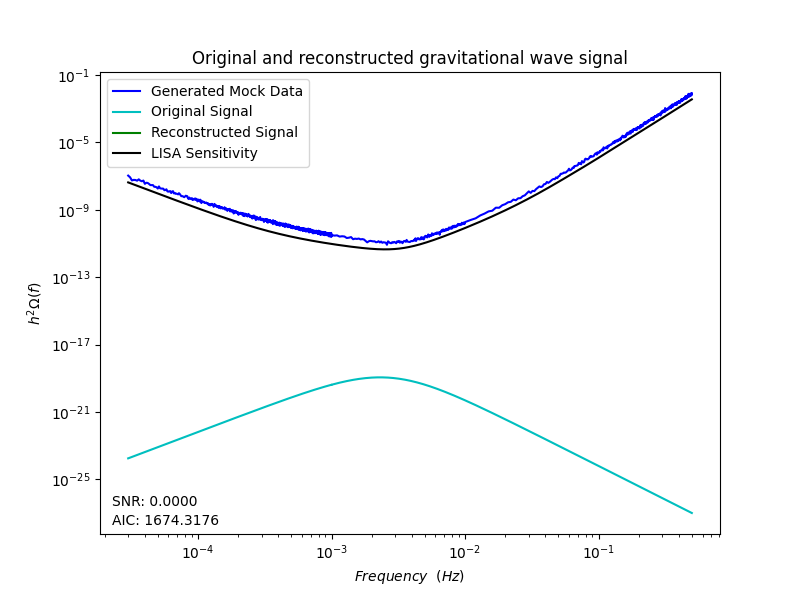 Original and reconstructed gravitational wave signal
10⁻¹
10⁻⁵
10⁻⁹
10⁻¹³
10⁻¹⁷
10⁻²¹
10⁻²⁵
h²Ω(f)
Generated Mock Data
Original Signal
Reconstructed Signal
LISA Sensitivity
SNR: 0.0000
AIC: 1674.3176
10⁻⁴ 10⁻³ 10⁻² 10⁻¹
Frequency (Hz)